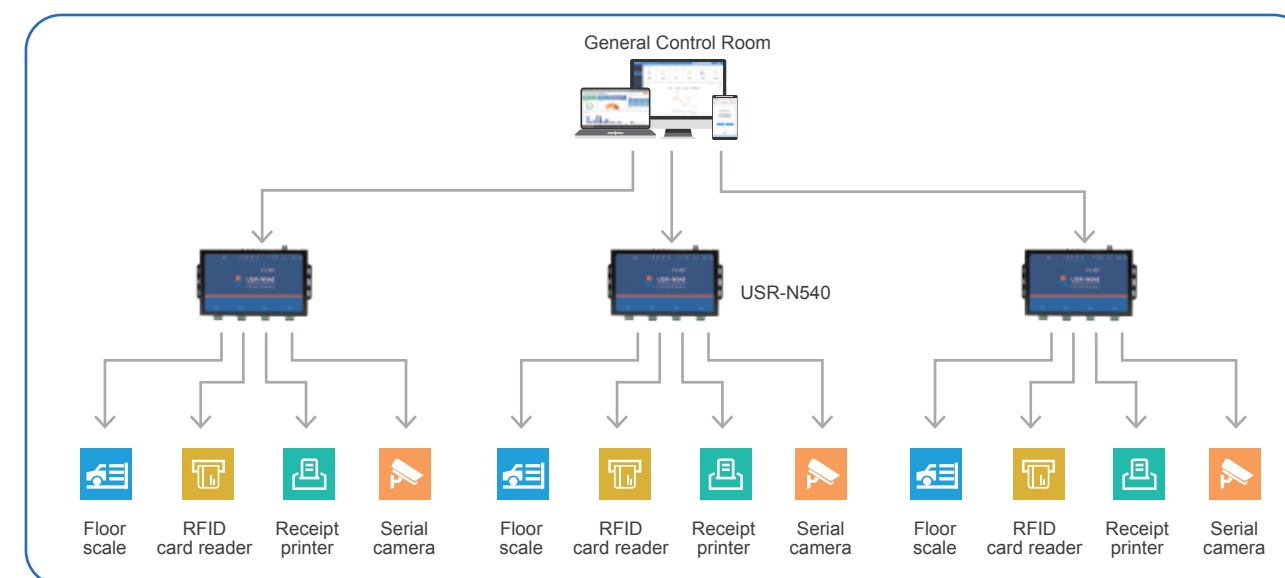 General Control Room
USR-N540
Floor
scale
RFID
card reader
Receipt
printer
Serial
camera
Floor
scale
RFID
card reader
Receipt
printer
Serial
camera
Floor
scale
RFID
card reader
Receipt
printer
Serial
camera